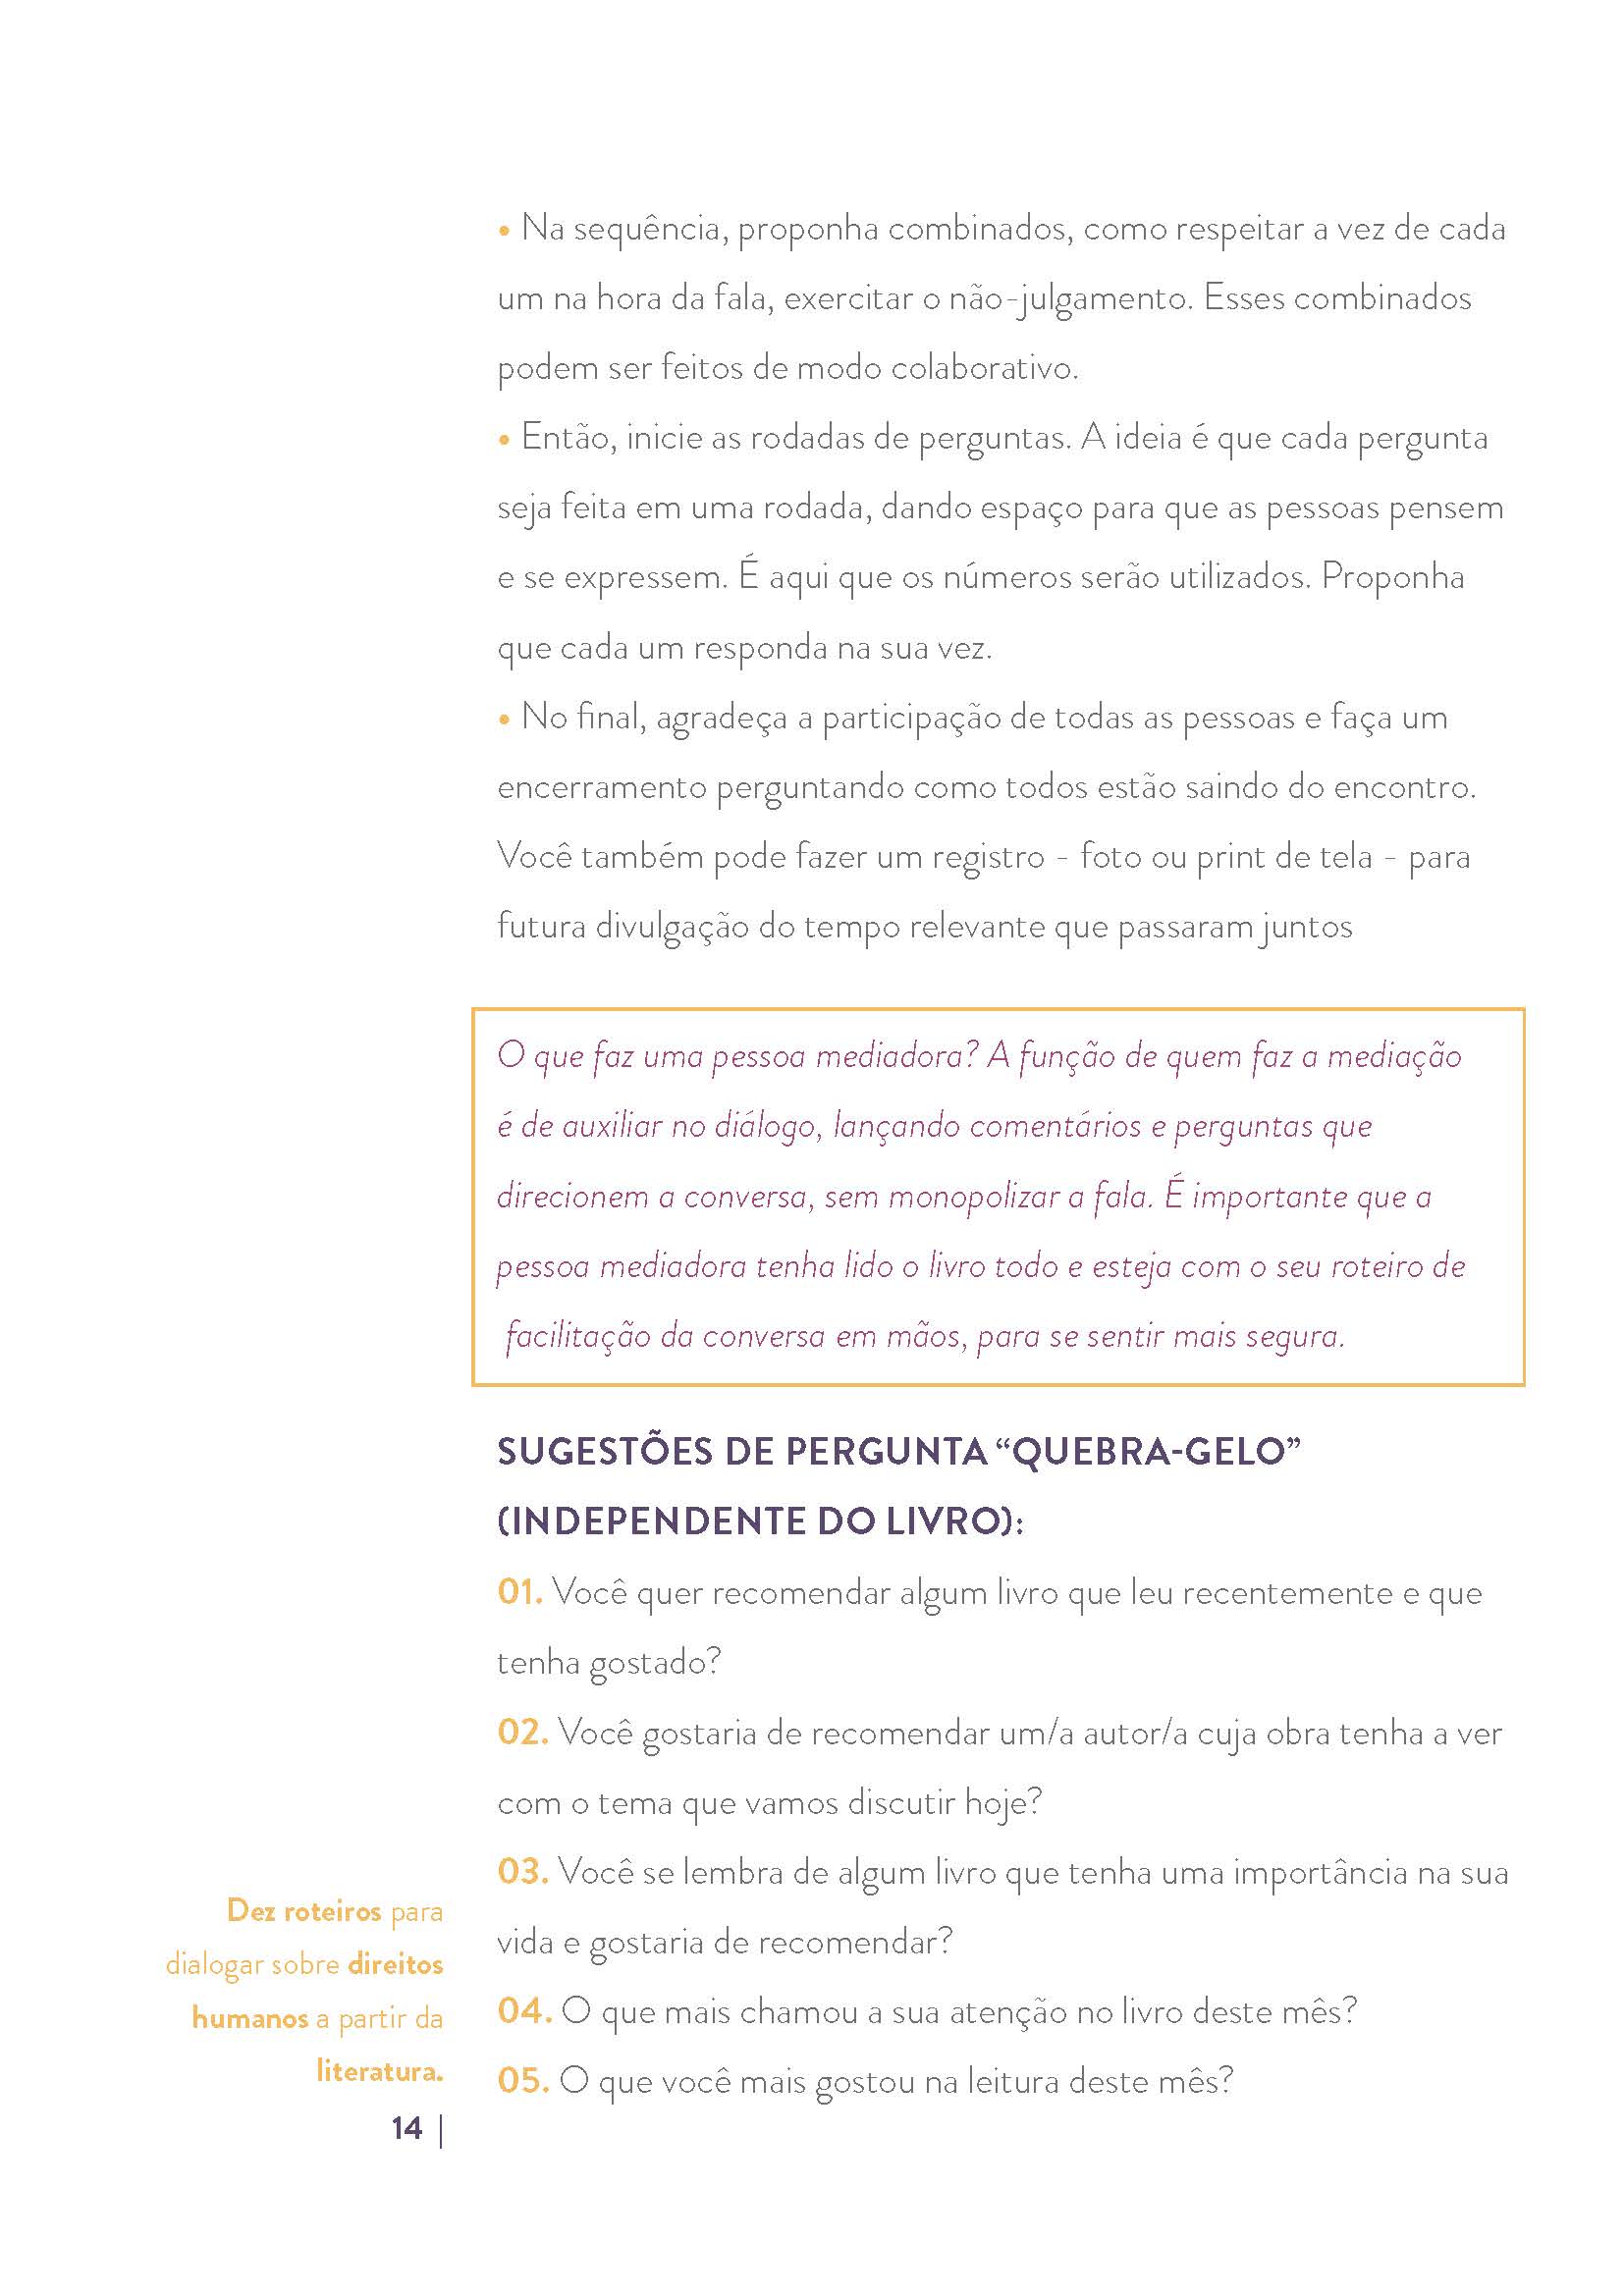 • Na sequência, proponha combinados, como respeitar a vez de cada
um na hora da fala, exercitar o não-julgamento. Esses combinados
podem ser feitos de modo colaborativo.
• Então, inicie as rodadas de perguntas. A ideia é que cada pergunta
seja feita em uma rodada, dando espaço para que as pessoas pensem
e se expressem. É aqui que os números serão utilizados. Proponha
que cada um responda na sua vez.
• No final, agradeça a participação de todas as pessoas e faça um
encerramento perguntando como todos estão saindo do encontro.
Você também pode fazer um registro - foto ou print de tela - para
futura divulgação do tempo relevante que passaram juntos
O que faz uma pessoa mediadora? A função de quem faz a mediação
é de auxiliar no diálogo, lançando comentários e perguntas que
direcionem a conversa, sem monopolizar a fala. É importante que a
pessoa mediadora tenha lido o livro todo e esteja com o seu roteiro de
facilitação da conversa em mãos, para se sentir mais segura.
SUGESTÕES DE PERGUNTA “QUEBRA-GELO”
(INDEPENDENTE DO LIVRO):
01. Você quer recomendar algum livro que leu recentemente e que
tenha gostado?
02. Você gostaria de recomendar um/a autor/a cuja obra tenha a ver
com o tema que vamos discutir hoje?
03. Você se lembra de algum livro que tenha uma importância na sua
vida e gostaria de recomendar?
04. O que mais chamou a sua atenção no livro deste mês?
05. O que você mais gostou na leitura deste mês?
Dez roteiros para
dialogar sobre direitos
humanos a partir da
literatura.
14 |